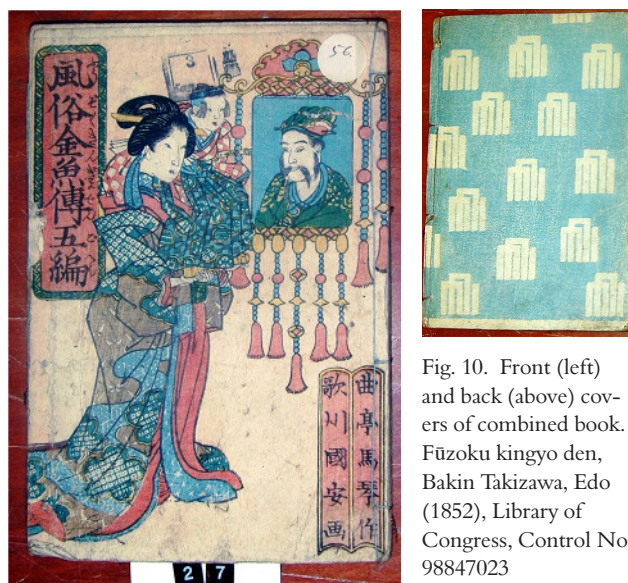 風俗金魚傳五編
56.
曲亭馬琴作
歌川國安画
2 7
Fig. 10. Front (left)
and back (above) cov-
ers of combined book.
Fūzoku kingyo den,
Bakin Takizawa, Edo
(1852), Library of
Congress, Control No
98847023